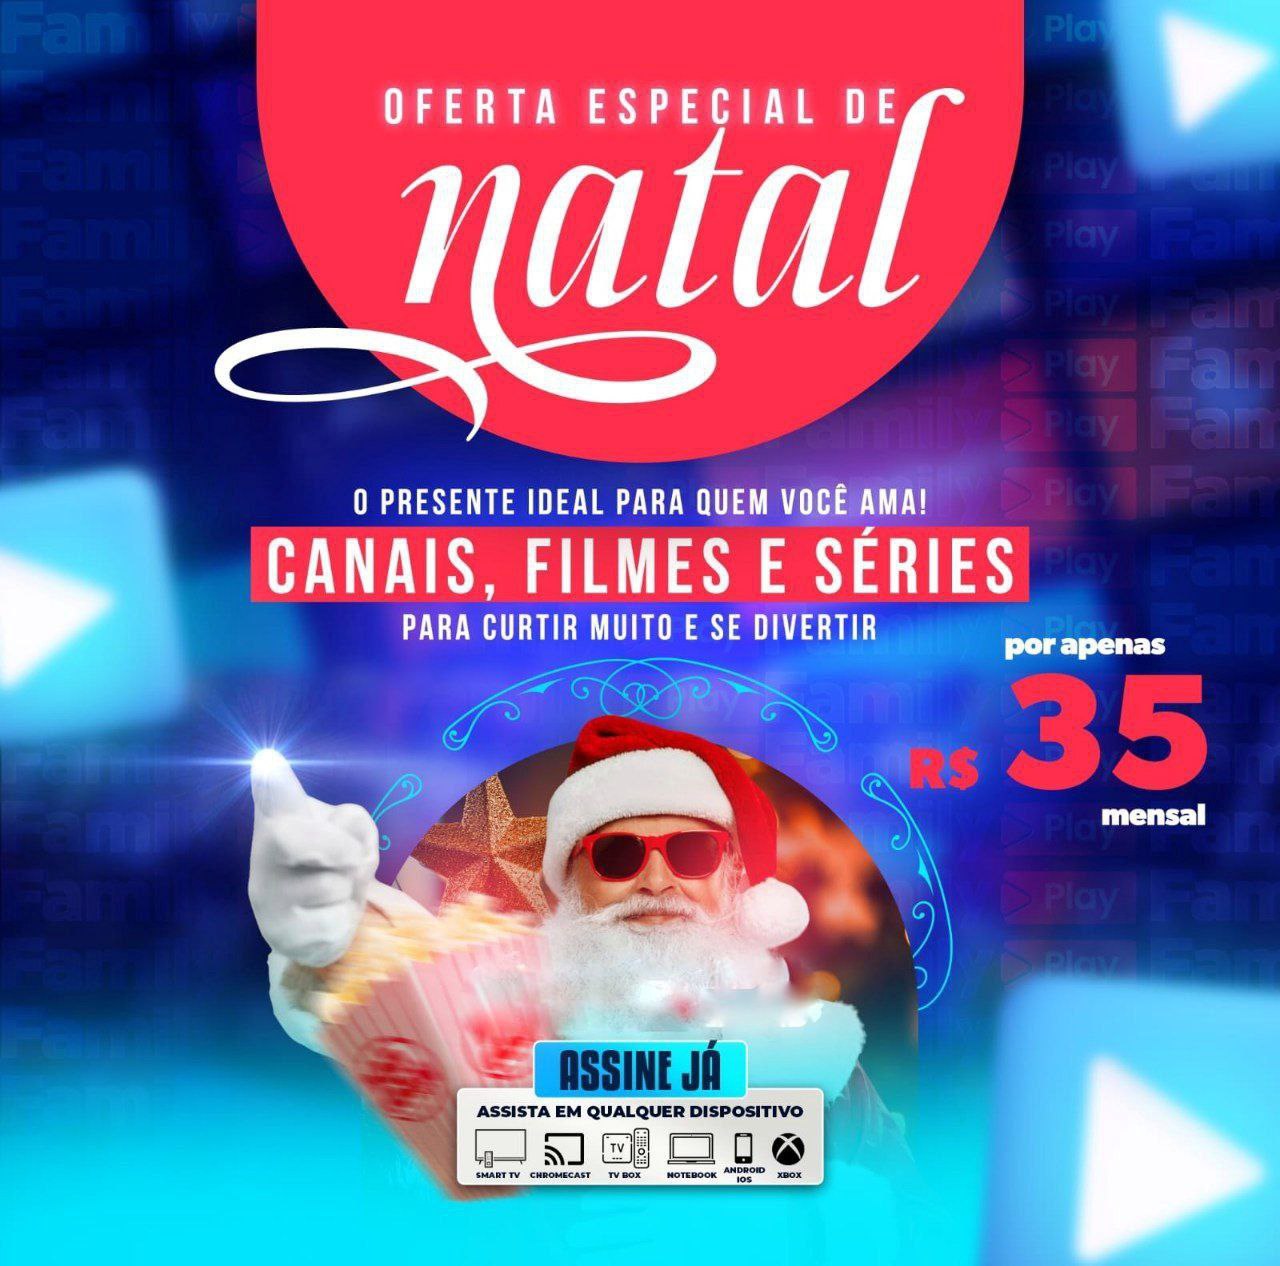 OFERTA ESPECIAL DE
natal
O PRESENTE IDEAL PARA QUEM VOCÊ AMA!
CANAIS, FILMES E SÉRIES
PARA CURTIR MUITO E SE DIVERTIR
por apenas
R$ 35
mensal
ASSINE JÁ
ASSISTA EM QUALQUER DISPOSITIVO
TV
SMART TV CHROMECAST TV BOX NOTEBOOK ANDROID IOS XBOX
Family Play